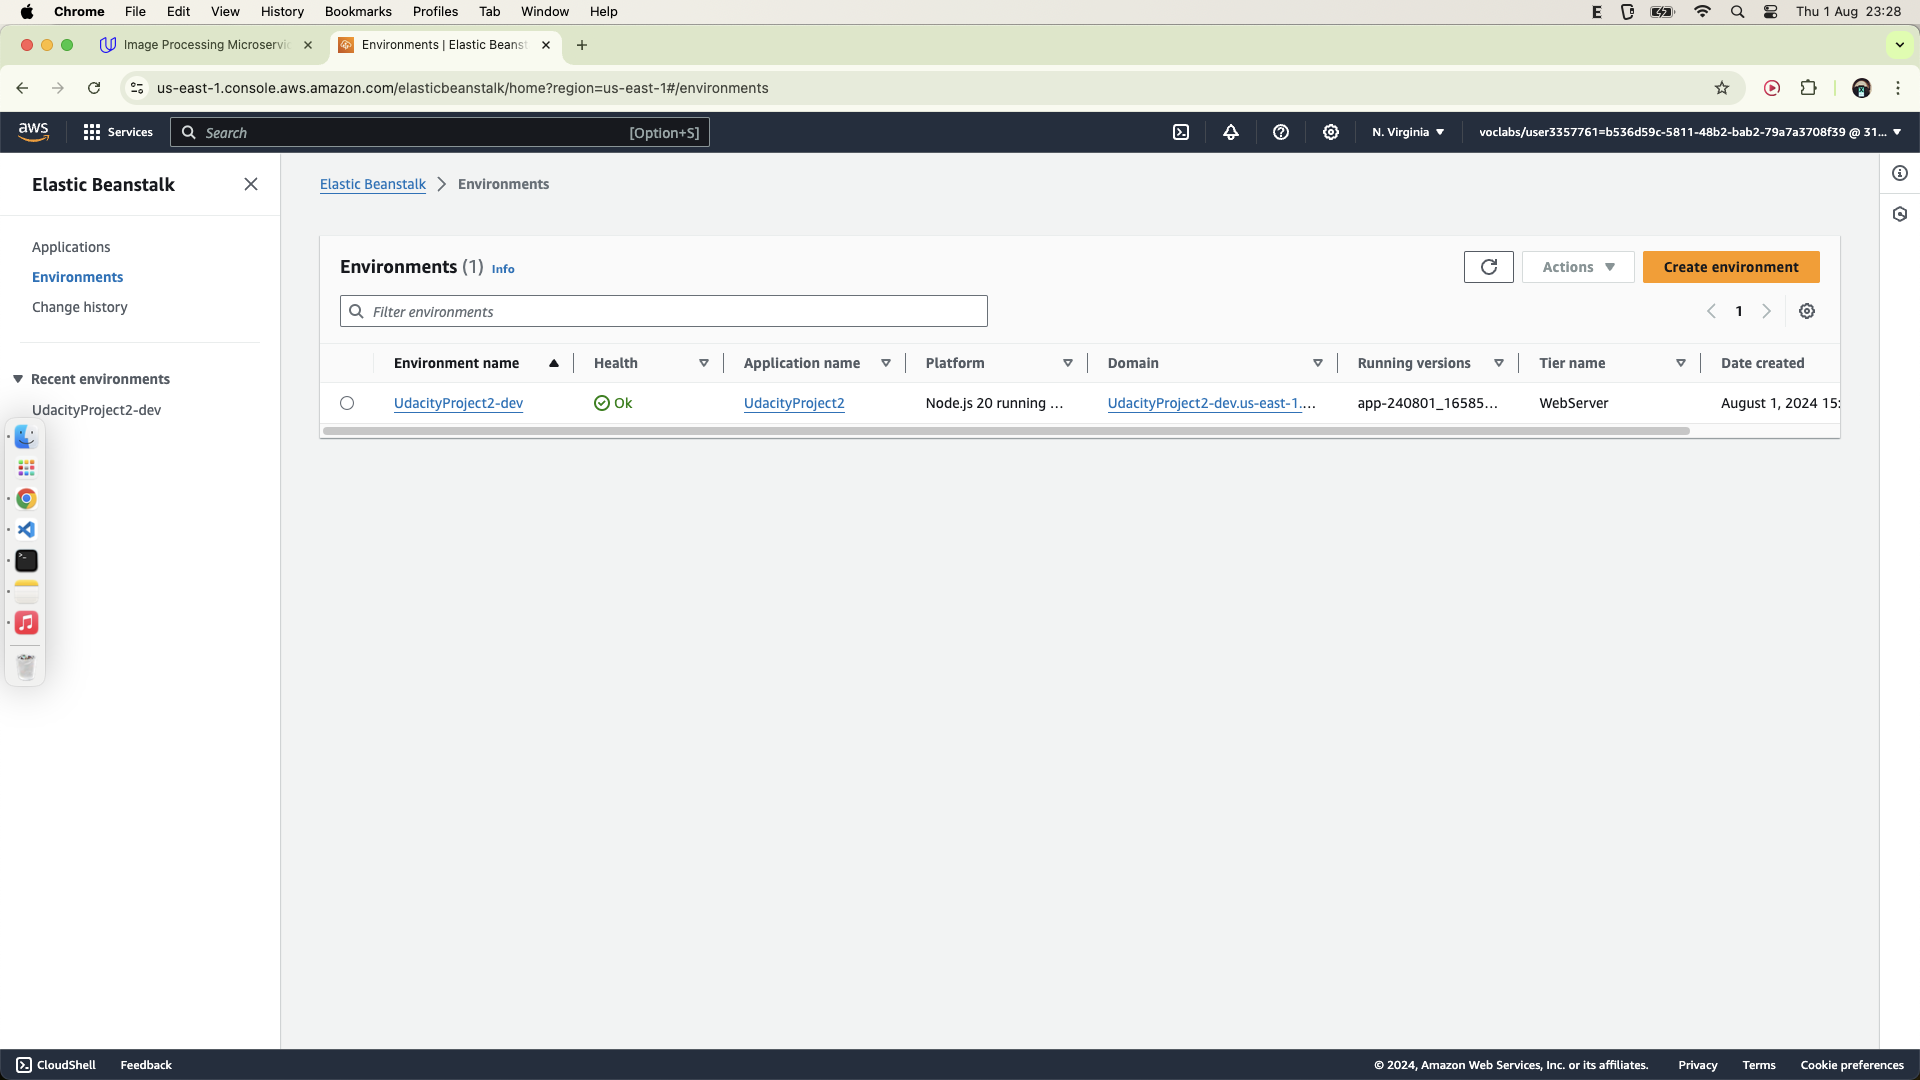 Chrome File Edit View History Bookmarks Profiles Tab Window Help E Thu 1 Aug 23:28
Image Processing Microservi Environments | Elastic Beanst
us-east-1.console.aws.amazon.com/elasticbeanstalk/home?region=us-east-1#/environments
aws Services Search [Option+S] N. Virginia voclabs/user3357761=b536d59c-5811-48b2-bab2-79a7a3708f39 @ 31...
Elastic Beanstalk
Applications
Environments
Change history
Recent environments
UdacityProject2-dev
Elastic Beanstalk > Environments
Environments (1) Info
Actions Create environment
Filter environments
1
Environment name Health Application name Platform Domain Running versions Tier name Date created
UdacityProject2-dev Ok UdacityProject2 Node.js 20 running ... UdacityProject2-dev.us-east-1.... app-240801_16585... WebServer August 1, 2024 15:
CloudShell Feedback © 2024, Amazon Web Services, Inc. or its affiliates. Privacy Terms Cookie preferences